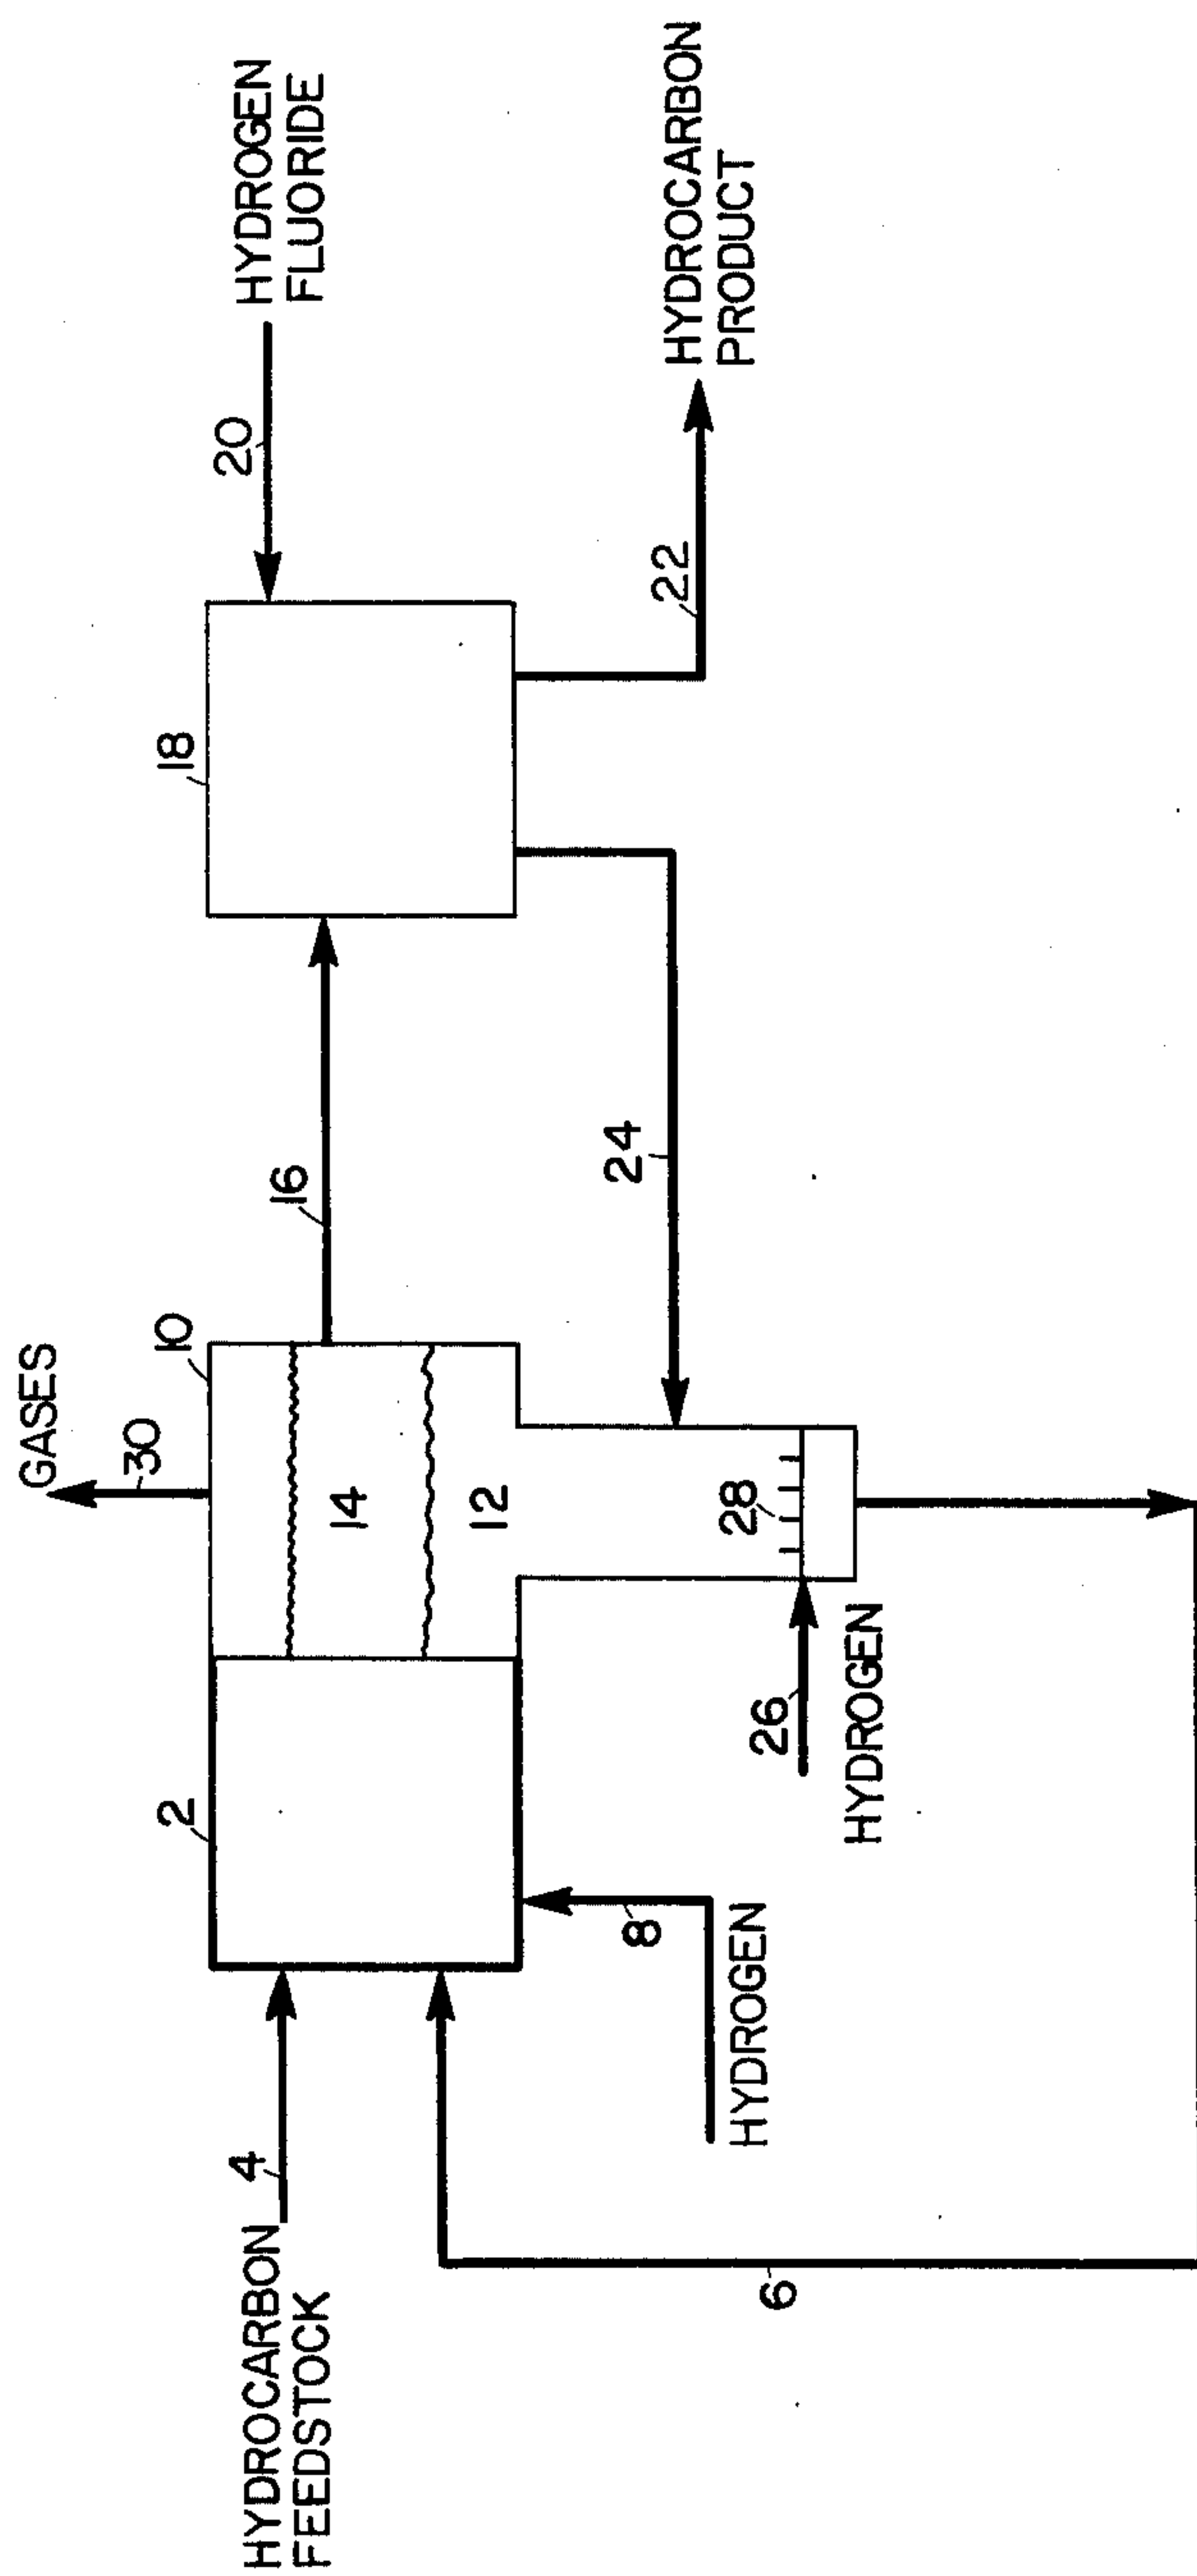 GASES
30
HYDROCARBON
FEEDSTOCK
4
2
10
14
12
16
18
20
HYDROGEN
FLUORIDE
8
HYDROGEN
26
HYDROGEN
28
24
22
HYDROCARBON
PRODUCT
6